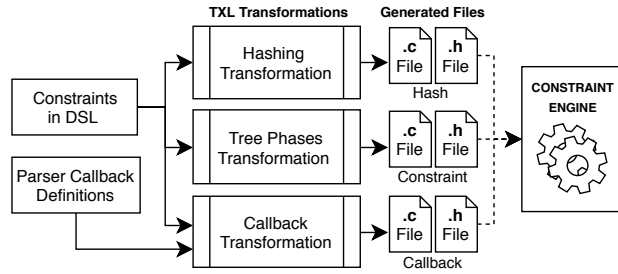 TXL Transformations
Generated Files
Constraints
in DSL
Parser Callback
Definitions
Hashing
Transformation
.c
File
.h
File
Hash
Tree Phases
Transformation
.c
File
.h
File
Constraint
Callback
Transformation
.c
File
.h
File
Callback
CONSTRAINT
ENGINE